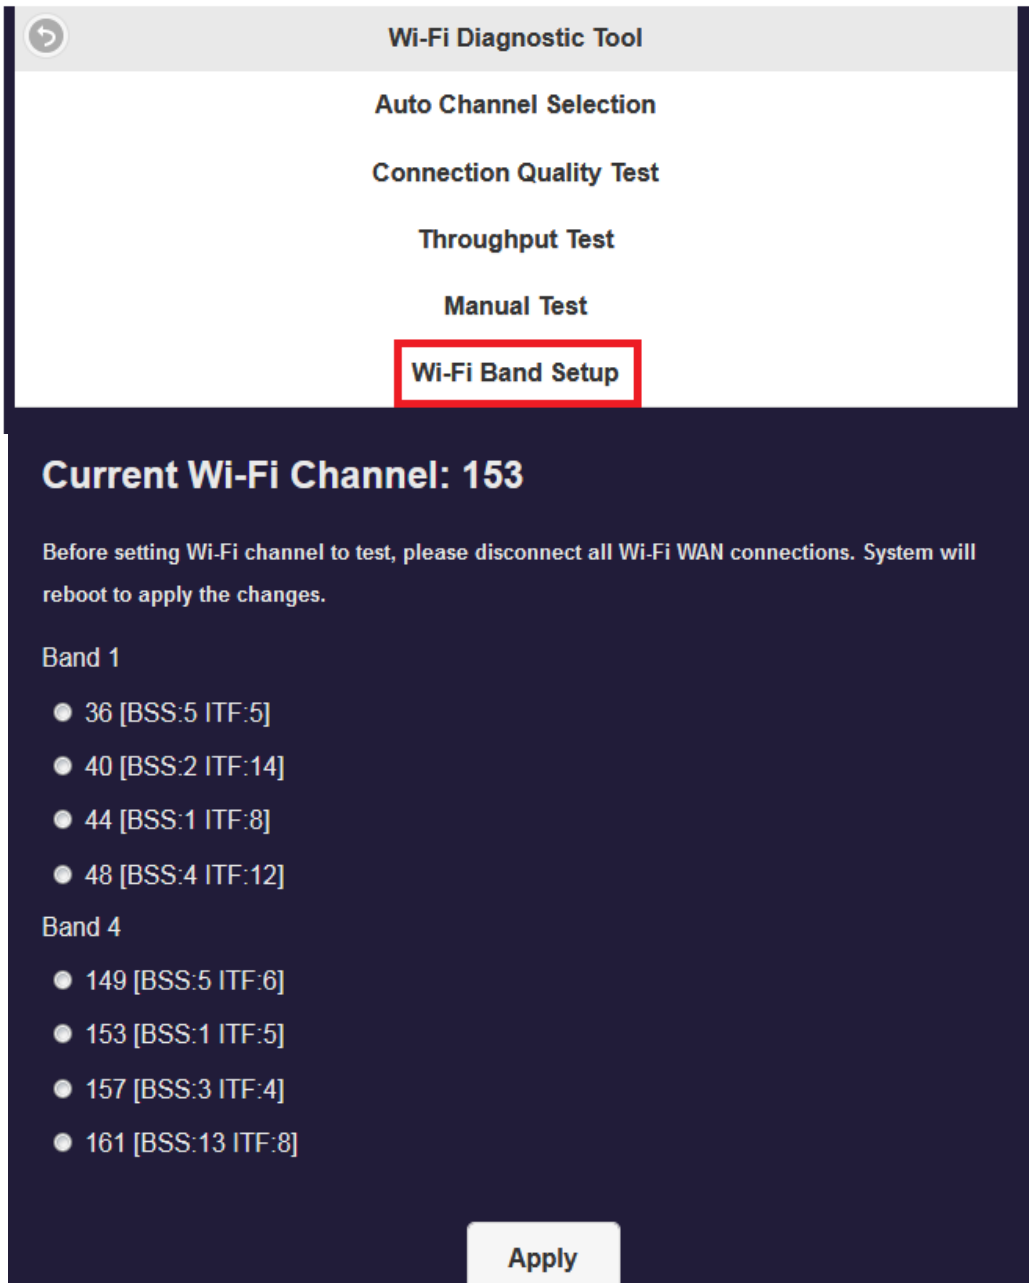 Wi-Fi Diagnostic Tool
Auto Channel Selection
Connection Quality Test
Throughput Test
Manual Test
Wi-Fi Band Setup
Current Wi-Fi Channel: 153
Before setting Wi-Fi channel to test, please disconnect all Wi-Fi WAN connections. System will
reboot to apply the changes.
Band 1
36 [BSS:5 ITF:5]
40 [BSS:2 ITF:14]
44 [BSS:1 ITF:8]
48 [BSS:4 ITF:12]
Band 4
149 [BSS:5 ITF:6]
153 [BSS:1 ITF:5]
157 [BSS:3 ITF:4]
161 [BSS:13 ITF:8]
Apply